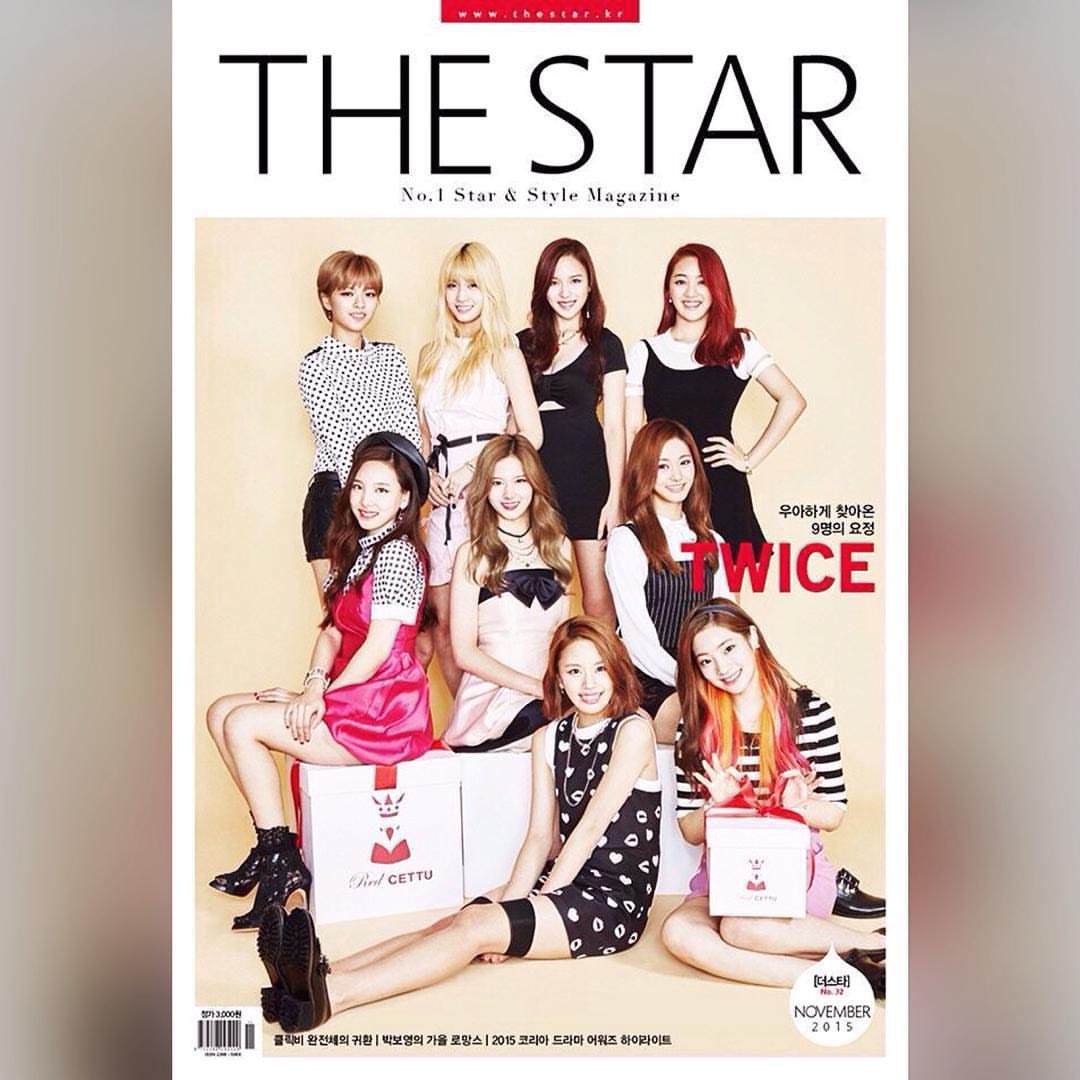 www.thestar.kr
THE STAR
No.1 Star & Style Magazine
우아하게 찾아온
9명의 요정
TWICE
Red CETTU
Red CETTU
[더스타]
No. 32
NOVEMBER
2015
정가 3,000원
클릭비 완전체의 귀환 | 박보영의 가을 로망스 | 2015 코리아 드라마 어워즈 하이라이트